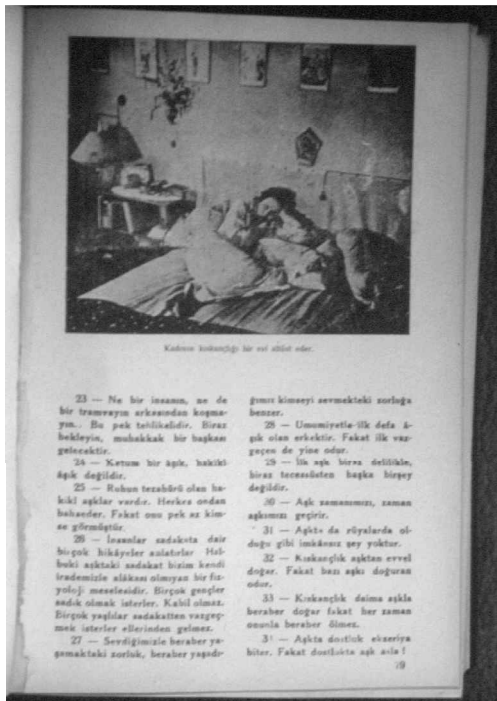 Kadının kıskançlığı bir evi altüst eder.
23 — Ne bir insanın, ne de
bir tramvayın arkasından koşma-
yın.. Bu pek tehlikelidir. Biraz
bekleyin, muhakkak bir başkası
gelecektir.
24 — Ketum bir âşık, hakikî
âşık değildir.
25 — Ruhun tezahürü olan ha-
kikî aşklar vardır. Herkes ondan
bahseder. Fakat onu pek az kim-
se görmüştür.
26 — İnsanlar sadakata dair
birçok hikâyeler anlatırlar Hal-
buki aşktaki sadakat bizim kendi
irademizle alâkası olmıyan bir fiz-
yoloji meselesidir. Birçok gençler
sadık olmak isterler. Kabil olmaz.
Birçok yaşlılar sadakatten vazgeç-
mek isterler ellerinden gelmez.
27 — Sevdiğimizle beraber ya-
şamaktaki zorluk, beraber yaşadı-
ğımız kimseyi sevmekteki zorluğa
benzer.
28 — Umumiyetle ilk defa â-
şık olan erkektir. Fakat ilk vaz-
geçen de yine odur.
29 — İlk aşk biraz delilikle,
biraz tecessüsten başka birşey
değildir.
30 — Aşk zamanımızı, zaman
aşkımızı geçirir.
31 — Aşkta da rüyalarda ol-
duğu gibi imkânsız şey yoktur.
32 — Kıskançlık aşktan evvel
doğar. Fakat bazı aşkı doğuran
odur.
33 — Kıskançlık daima aşkla
beraber doğar fakat her zaman
onunla beraber ölmez.
3 — Aşkta dostluk ekseriya
biter. Fakat dostlukta aşk asla !
19